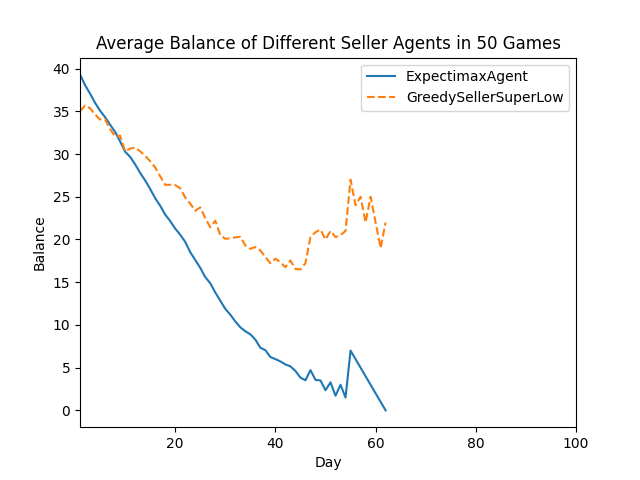 Average Balance of Different Seller Agents in 50 Games
ExpectimaxAgent
GreedySellerSuperLow
Balance
40
35
30
25
20
15
10
5
0
20
40
60
80
100
Day